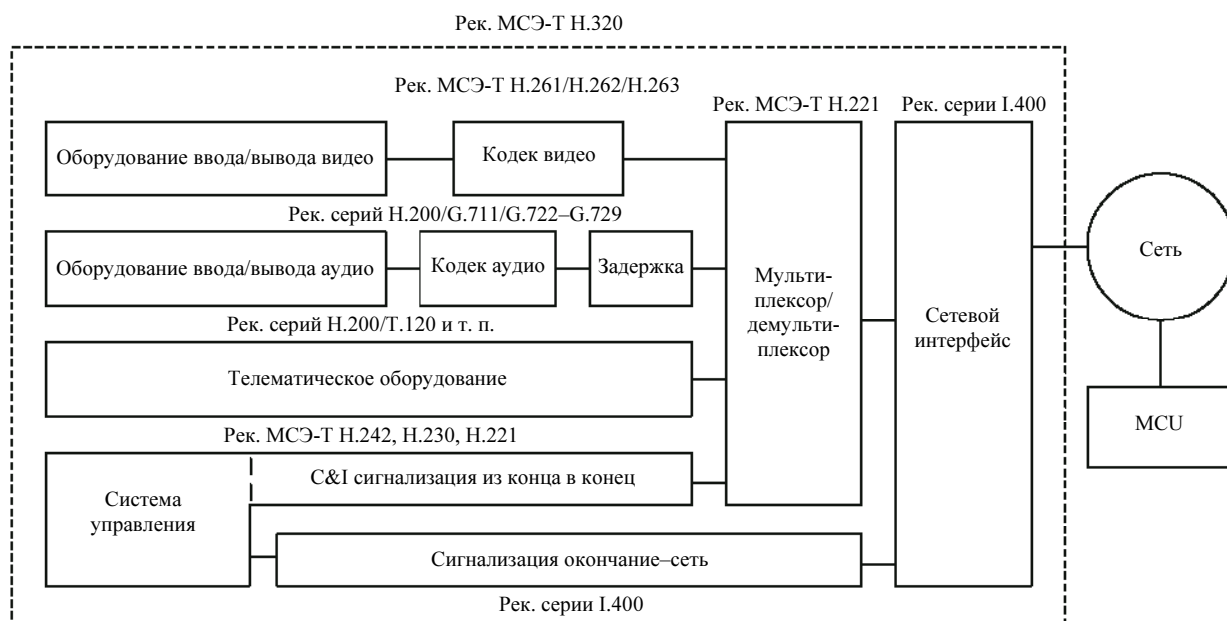 Рек. МСЭ-Т H.320
Рек. МСЭ-Т H.261/H.262/H.263
Рек. МСЭ-Т H.221
Рек. серии I.400
Оборудование ввода/вывода видео
Кодек видео
Рек. серий H.200/G.711/G.722–G.729
Оборудование ввода/вывода аудио
Кодек аудио
Задержка
Мульти-
плексор/
демульти-
плексор
Сетевой
интерфейс
Сеть
Рек. серий H.200/T.120 и т. п.
Телематическое оборудование
MCU
Рек. МСЭ-Т H.242, H.230, H.221
C&I сигнализация из конца в конец
Система
управления
Сигнализация окончание–сеть
Рек. серии I.400